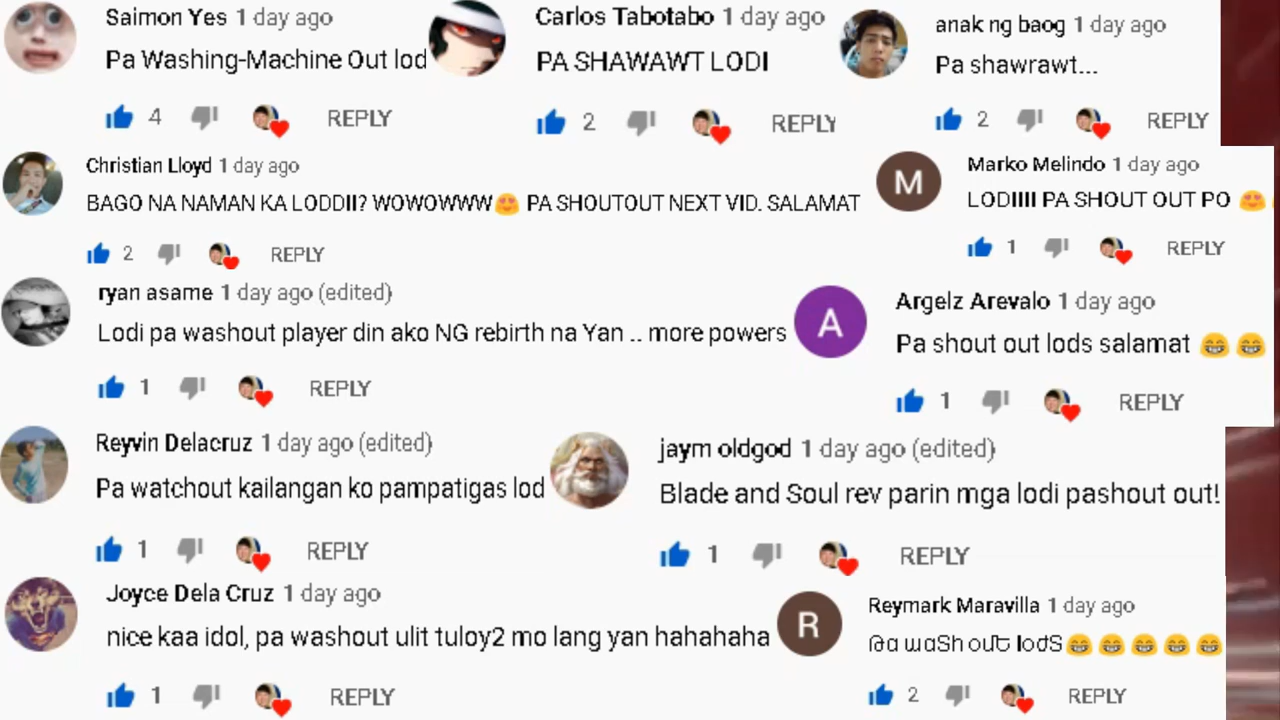 Saimon Yes 1 day ago
Pa Washing-Machine Out lod
4 REPLY
Carlos Tabotabo 1 day ago
PA SHAWAWT LODI
2 REPLY
anak ng baog 1 day ago
Pa shawrawt...
2 REPLY
Christian Lloyd 1 day ago
BAGO NA NAMAN KA LODDII? WOWOWWW😍 PA SHOUTOUT NEXT VID. SALAMAT
2 REPLY
M
Marko Melindo 1 day ago
LODIIII PA SHOUT OUT PO 😍
1 REPLY
ryan asame 1 day ago (edited)
Lodi pa washout player din ako NG rebirth na Yan .. more powers
1 REPLY
A
Argelz Arevalo 1 day ago
Pa shout out lods salamat 😁😁
1 REPLY
Reyvin Delacruz 1 day ago (edited)
Pa watchout kailangan ko pampatigas lod
1 REPLY
jaym oldgod 1 day ago (edited)
Blade and Soul rev parin mga lodi pashout out!
1 REPLY
Joyce Dela Cruz 1 day ago
nice kaa idol, pa washout ulit tuloy2 mo lang yan hahahaha
1 REPLY
R
Reymark Maravilla 1 day ago
Pa waSh out lodS😁😁😁😁😁
2 REPLY